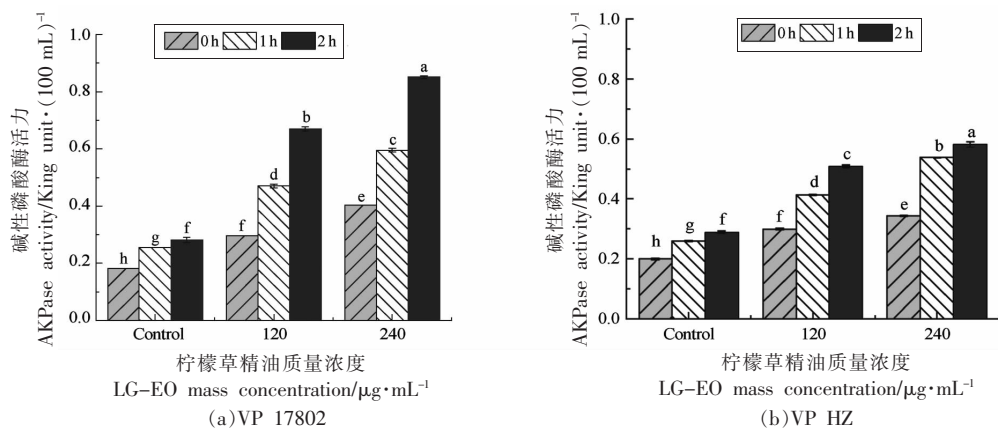 0 h 1 h 2 h
碱性磷酸酶活力
AKPase activity/King unit·(100 mL)⁻¹
1.0
0.8
0.6
0.4
0.2
0.0
h g f f d b e c a
Control 120 240
柠檬草精油质量浓度
LG-EO mass concentration/μg·mL⁻¹
(a)VP 17802
0 h 1 h 2 h
碱性磷酸酶活力
AKPase activity/King unit·(100 mL)⁻¹
1.0
0.8
0.6
0.4
0.2
0.0
h g f f d c e b a
Control 120 240
柠檬草精油质量浓度
LG-EO mass concentration/μg·mL⁻¹
(b)VP HZ